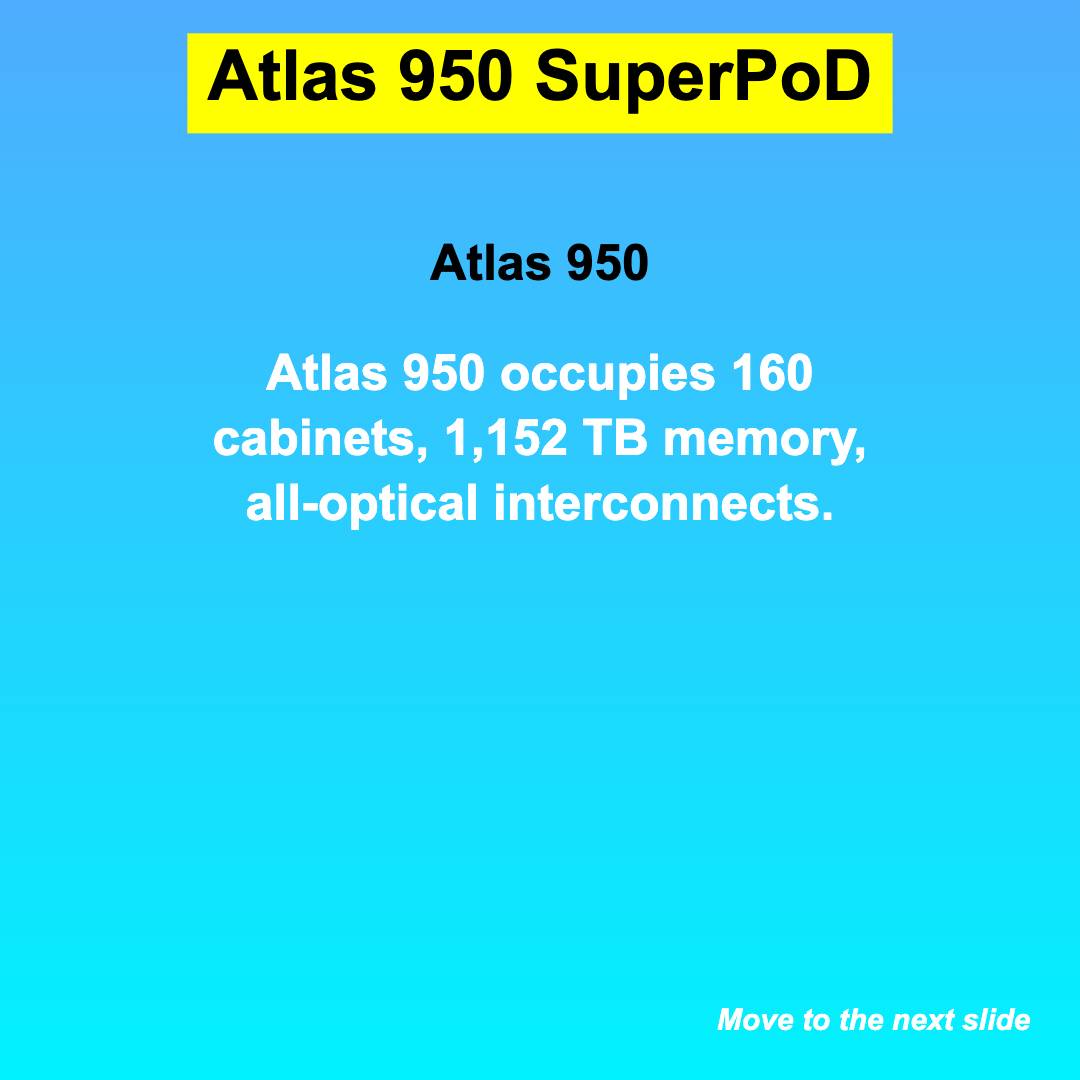 Atlas 950 SuperPoD
Atlas 950
Atlas 950 occupies 160
cabinets, 1,152 TB memory,
all-optical interconnects.
Move to the next slide